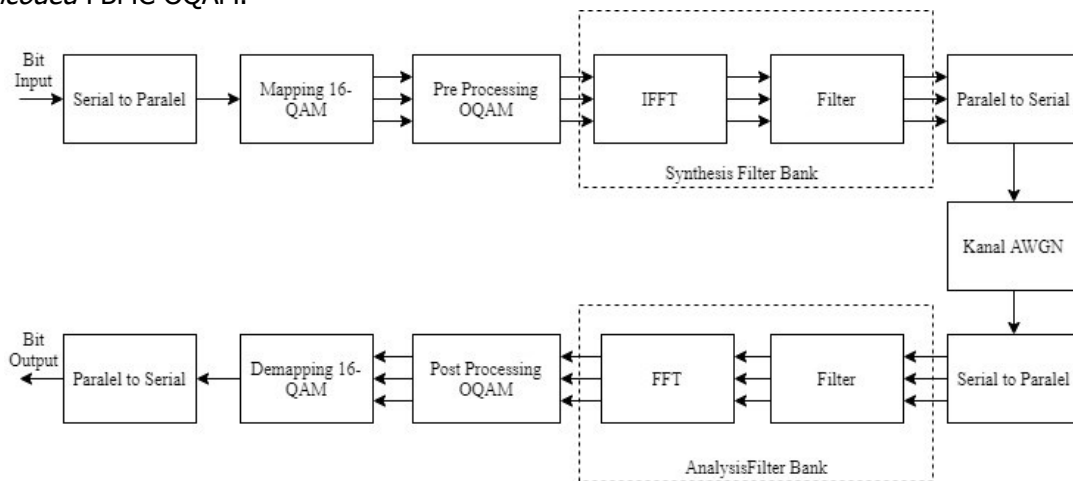 FBMC-OQAM.
Bit
Input
Serial to Paralel
Mapping 16-
QAM
Pre Processing
OQAM
IFFT
Filter
Paralel to Serial
Synthesis Filter Bank
Kanal AWGN
Bit
Output
Paralel to Serial
Demapping 16-
QAM
Post Processing
OQAM
FFT
Filter
Serial to Paralel
AnalysisFilter Bank